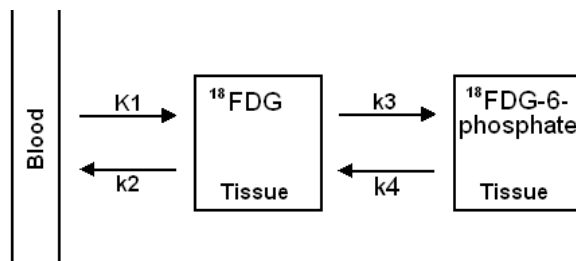 Blood
K1
k2
¹⁸FDG
Tissue
k3
k4
¹⁸FDG-6-
phosphate
Tissue